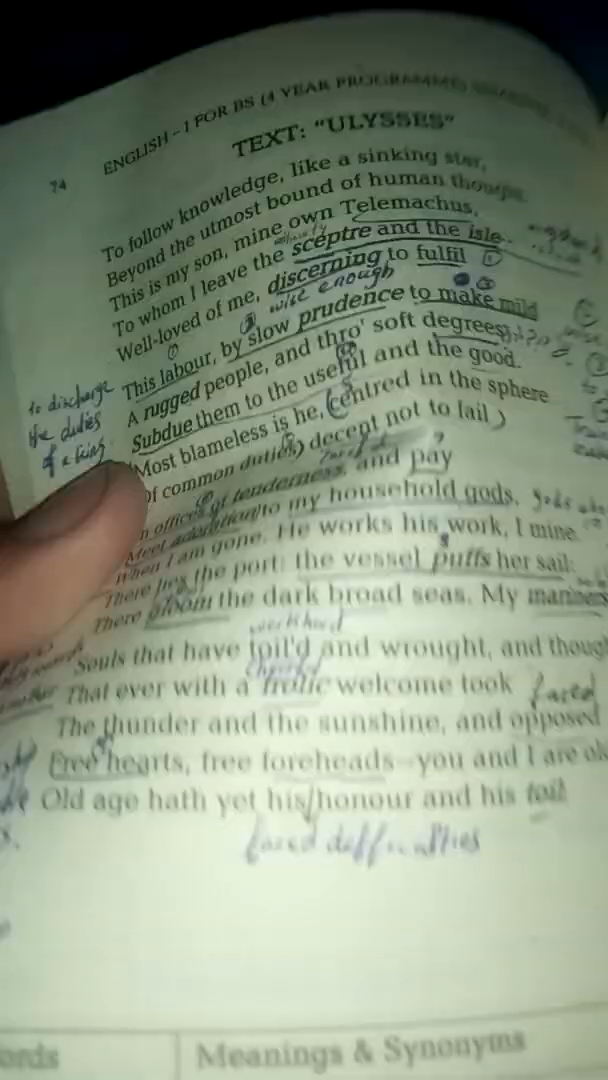 74 ENGLISH - 1 FOR BS (4 YEAR PROGRAMME)
TEXT: "ULYSSES"
To follow knowledge, like a sinking star,
Beyond the utmost bound of human thought.
This is my son, mine own Telemachus,
To whom I leave the sceptre and the isle-
Well-loved of me, discerning to fulfil
wise enough
This labour, by slow prudence to make mild
A rugged people, and thro' soft degrees
to discharge
the duties
of a king.
Subdue them to the useful and the good.
Most blameless is he, centred in the sphere
Of common duties, decent not to fail
n offices of tenderness, and pay
Meet adoration to my household gods,
When I am gone. He works his work, I mine.
There lies the port: the vessel puffs her sail:
There gloom the dark broad seas. My mariners
Souls that have toil'd and wrought, and though
That ever with a frolic welcome took
faced
The thunder and the sunshine, and opposed
Free hearts, free foreheads-you and I are ol
Old age hath yet his honour and his toil
faced difficulties
ords
Meanings & Synonyms